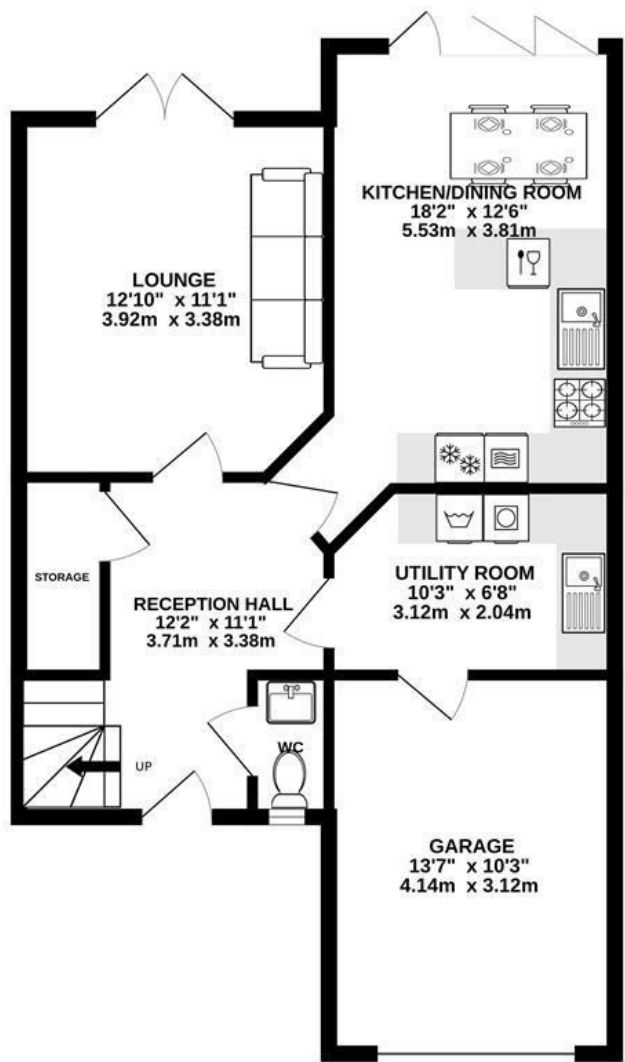 KITCHEN/DINING ROOM
18'2" x 12'6"
5.53m x 3.81m
LOUNGE
12'10" x 11'1"
3.92m x 3.38m
STORAGE
RECEPTION HALL
12'2" x 11'1"
3.71m x 3.38m
UTILITY ROOM
10'3" x 6'8"
3.12m x 2.04m
WC
UP
GARAGE
13'7" x 10'3"
4.14m x 3.12m